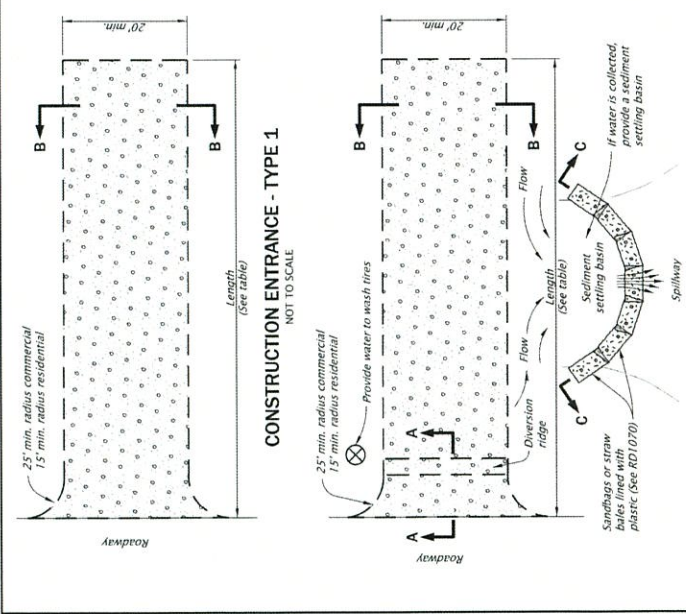 25' min. radius commercial
15' min. radius residential
Roadway
B
B
20' min.
Length
(See table)
CONSTRUCTION ENTRANCE - TYPE 1
NOT TO SCALE
25' min. radius commercial
15' min. radius residential
Provide water to wash tires
Roadway
A
A
B
B
20' min.
Diversion
ridge
Flow
Flow
Length
(See table)
Sandbags or straw
bales lined with
plastic (See RD1070)
C
C
Sediment
settling basin
If water is collected,
provide a sediment
settling basin
Spillway